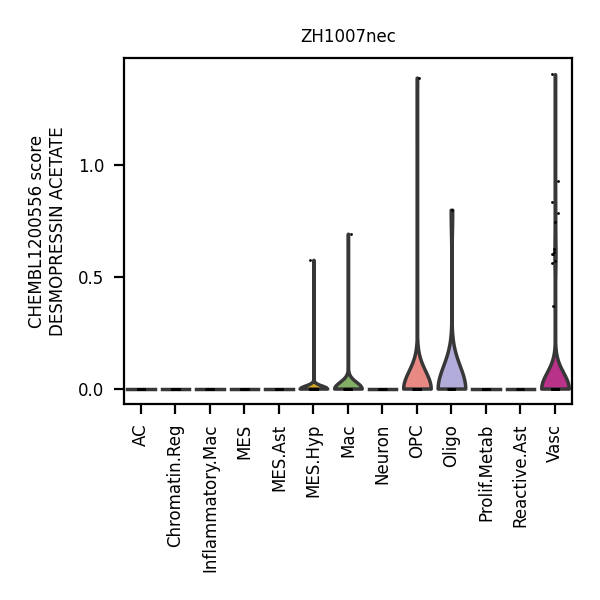 ZH1007nec
CHEMBL1200556 score
DESMOPRESSIN ACETATE
1.0
0.5
0.0
AC
Chromatin.Reg
Inflammatory.Mac
MES
MES.Ast
MES.Hyp
Mac
Neuron
OPC
Oligo
Prolif.Metab
Reactive.Ast
Vasc